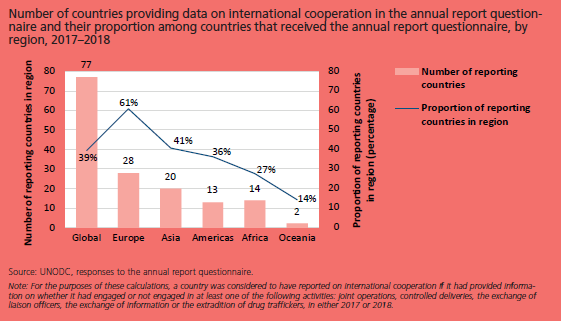 Number of countries providing data on international cooperation in the annual report question-
naire and their proportion among countries that received the annual report questionnaire, by
region, 2017–2018
Number of reporting countries in region
80
70
60
50
40
30
20
10
0
77
28
20
13
14
2
39%
61%
41%
36%
27%
14%
Global Europe Asia Americas Africa Oceania
80
70
60
50
40
30
20
10
0
Proportion of reporting countries
in region (percentage)
Number of reporting
countries
Proportion of reporting
countries in region
Source: UNODC, responses to the annual report questionnaire.
Note: For the purposes of these calculations, a country was considered to have reported on international cooperation if it had provided informa-
tion on whether it had engaged or not engaged in at least one of the following activities: joint operations, controlled deliveries, the exchange of
liaison officers, the exchange of information or the extradition of drug traffickers, in either 2017 or 2018.